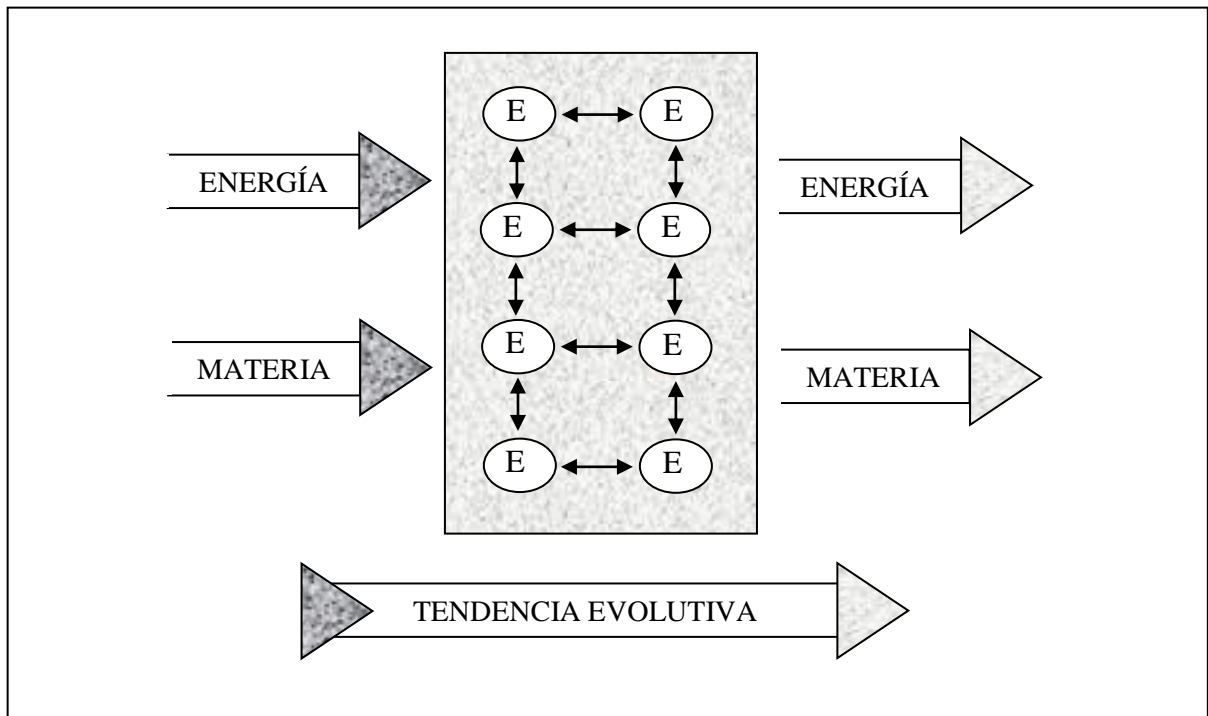 E E
ENERGÍA ENERGÍA
E E
MATERIA E E MATERIA
E E
TENDENCIA EVOLUTIVA